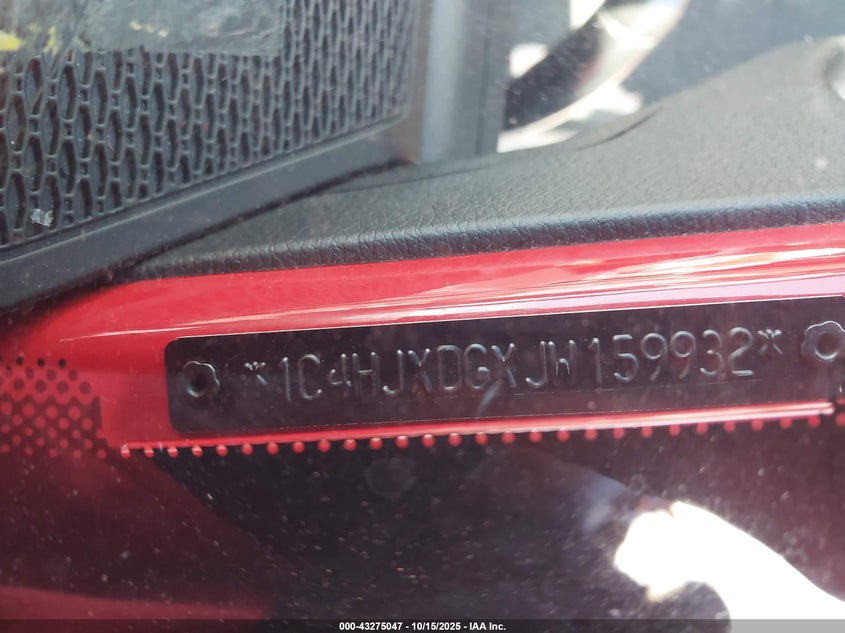 *1C4HJXDGXJW159932*
000-43275047 - 10/15/2025 - IAA Inc.